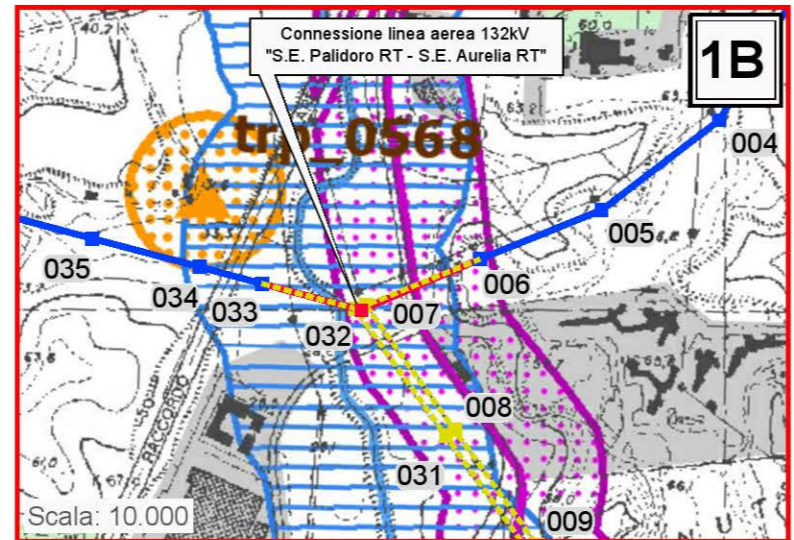 Connessione linea aerea 132kV
"S.E. Palidoro RT - S.E. Aurelia RT"
1B
trp_0568
004
005
006
035
034
033
032
007
008
031
009
RACCORDO
Scala: 10.000